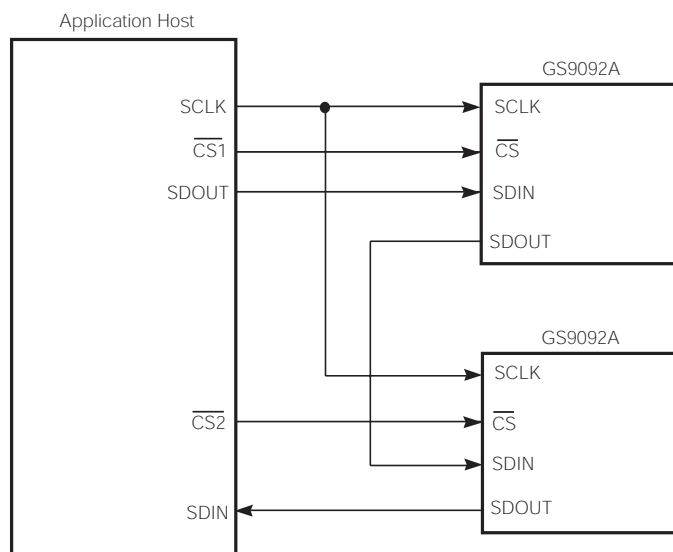 Application Host
SCLK
CS1
SDOUT
CS2
SDIN
GS9092A
SCLK
CS
SDIN
SDOUT
GS9092A
SCLK
CS
SDIN
SDOUT